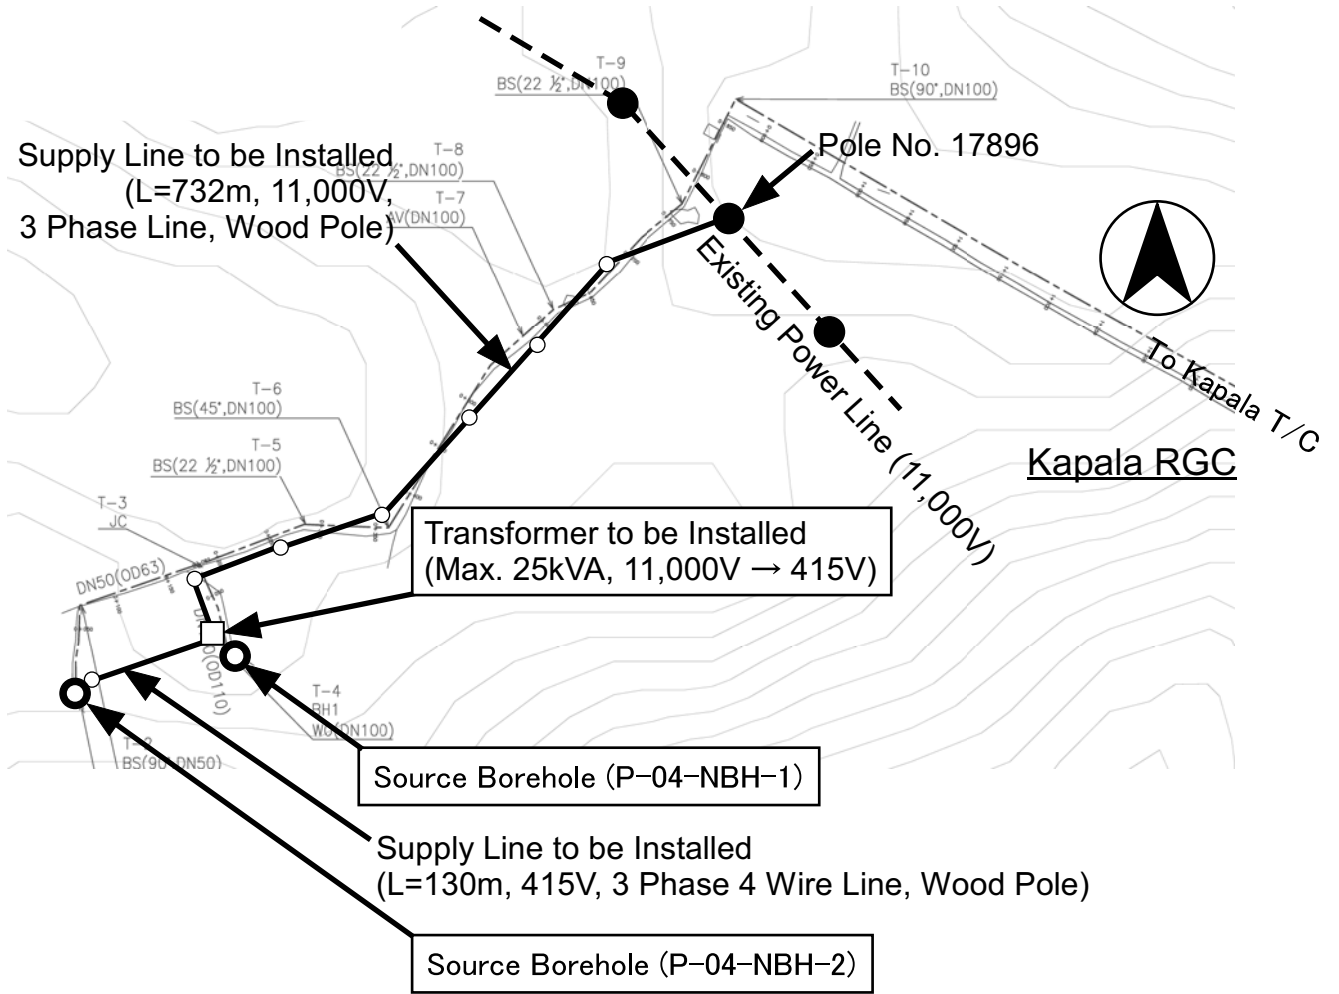 T-9
BS(22 ½°,DN100)
T-10
BS(90°,DN100)
Pole No. 17896
Supply Line to be Installed
(L=732m, 11,000V,
3 Phase Line, Wood Pole)
T-8
BS(22 ½°,DN100)
T-7
AV(DN100)
Existing Power Line (11,000V)
To Kapala T/C
Kapala RGC
T-6
BS(45°,DN100)
T-5
BS(22 ½°,DN100)
T-3
JC
DN50(OD63)
Transformer to be Installed
(Max. 25kVA, 11,000V → 415V)
(OD110)
T-4
BH1
WU(DN100)
T-2
BS(90°,DN50)
Source Borehole (P-04-NBH-1)
Supply Line to be Installed
(L=130m, 415V, 3 Phase 4 Wire Line, Wood Pole)
Source Borehole (P-04-NBH-2)